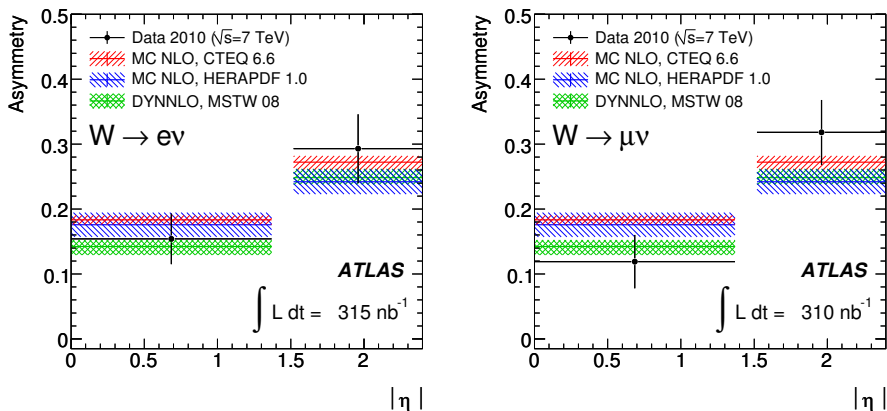 Asymmetry
0.5
0.4
0.3
0.2
0.1
0
Data 2010 (√s=7 TeV)
MC NLO, CTEQ 6.6
MC NLO, HERAPDF 1.0
DYNNLO, MSTW 08
W → eν
ATLAS
∫ L dt = 315 nb⁻¹
0 0.5 1 1.5 2
|η|
Asymmetry
0.5
0.4
0.3
0.2
0.1
0
Data 2010 (√s=7 TeV)
MC NLO, CTEQ 6.6
MC NLO, HERAPDF 1.0
DYNNLO, MSTW 08
W → μν
ATLAS
∫ L dt = 310 nb⁻¹
0 0.5 1 1.5 2
|η|